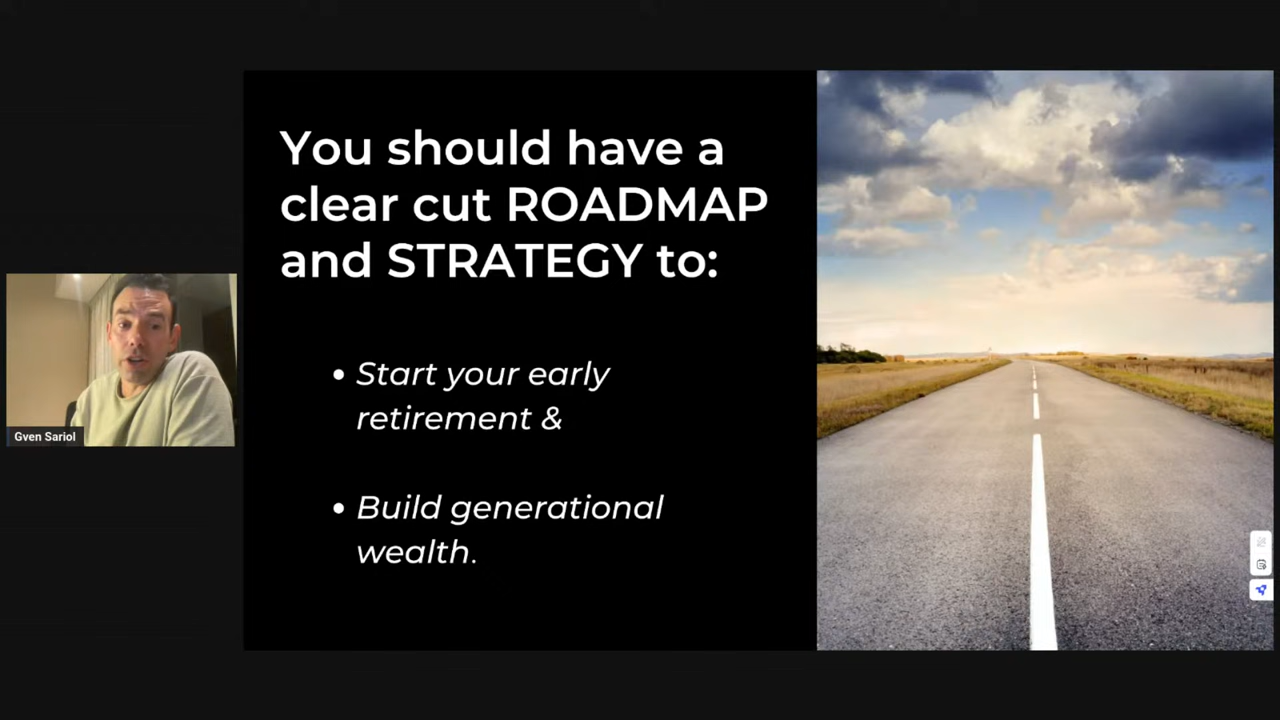 You should have a
clear cut ROADMAP
and STRATEGY to:
• Start your early
retirement &
• Build generational
wealth.
Gven Sariol